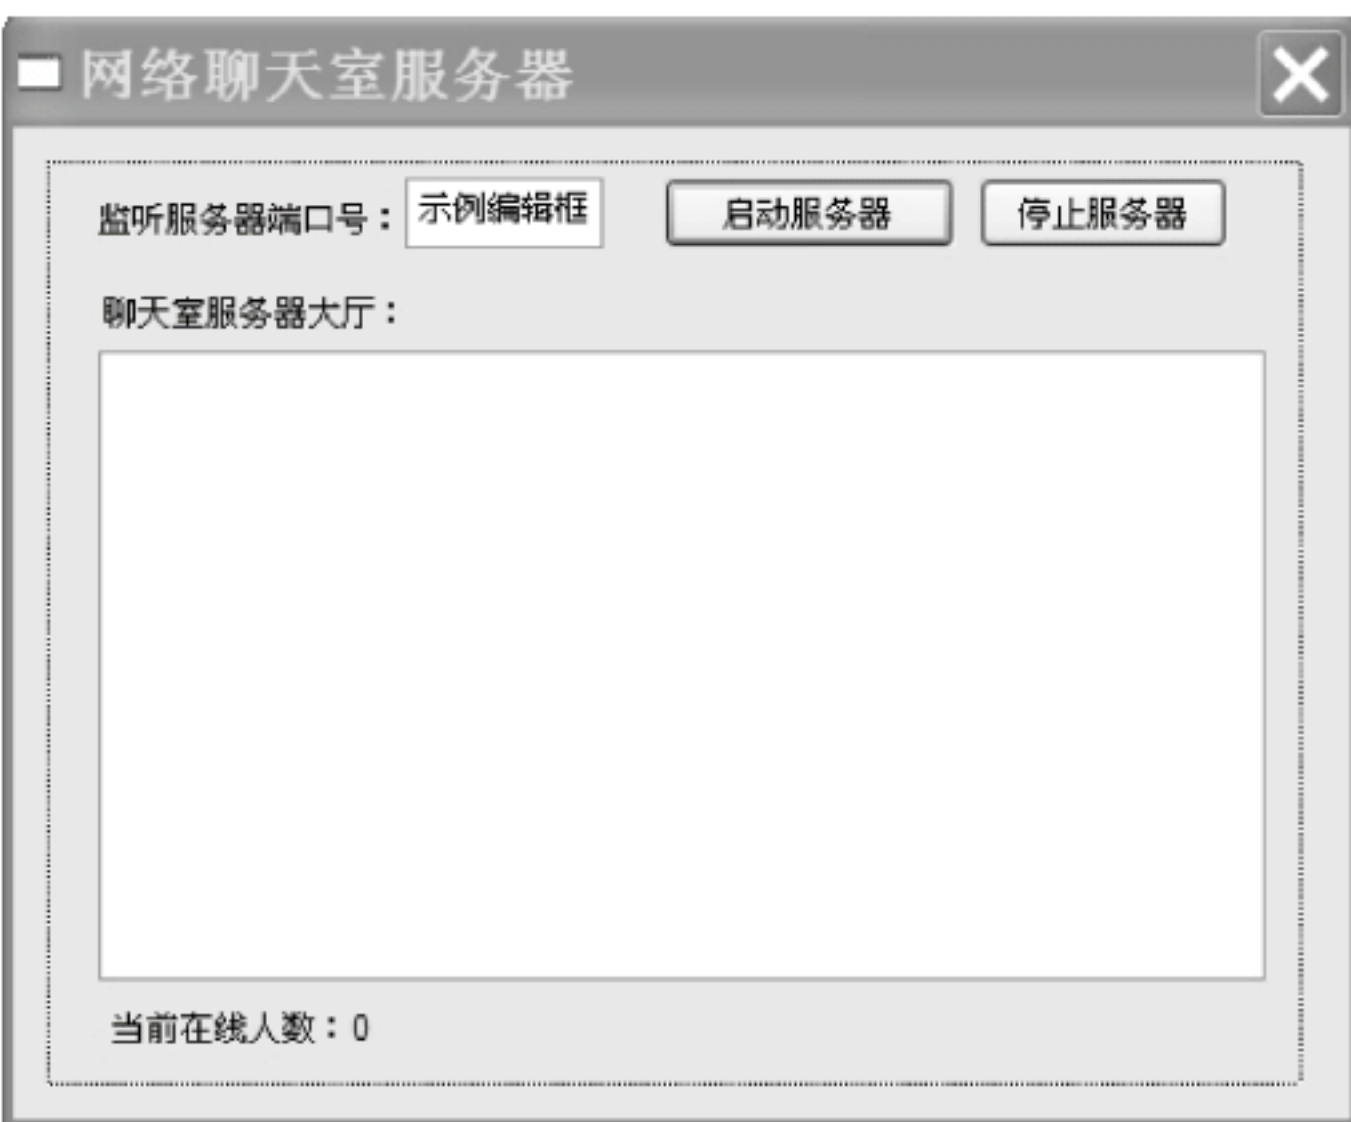 网络聊天室服务器
监听服务器端口号： 示例编辑框 启动服务器 停止服务器
聊天室服务器大厅：
当前在线人数：0